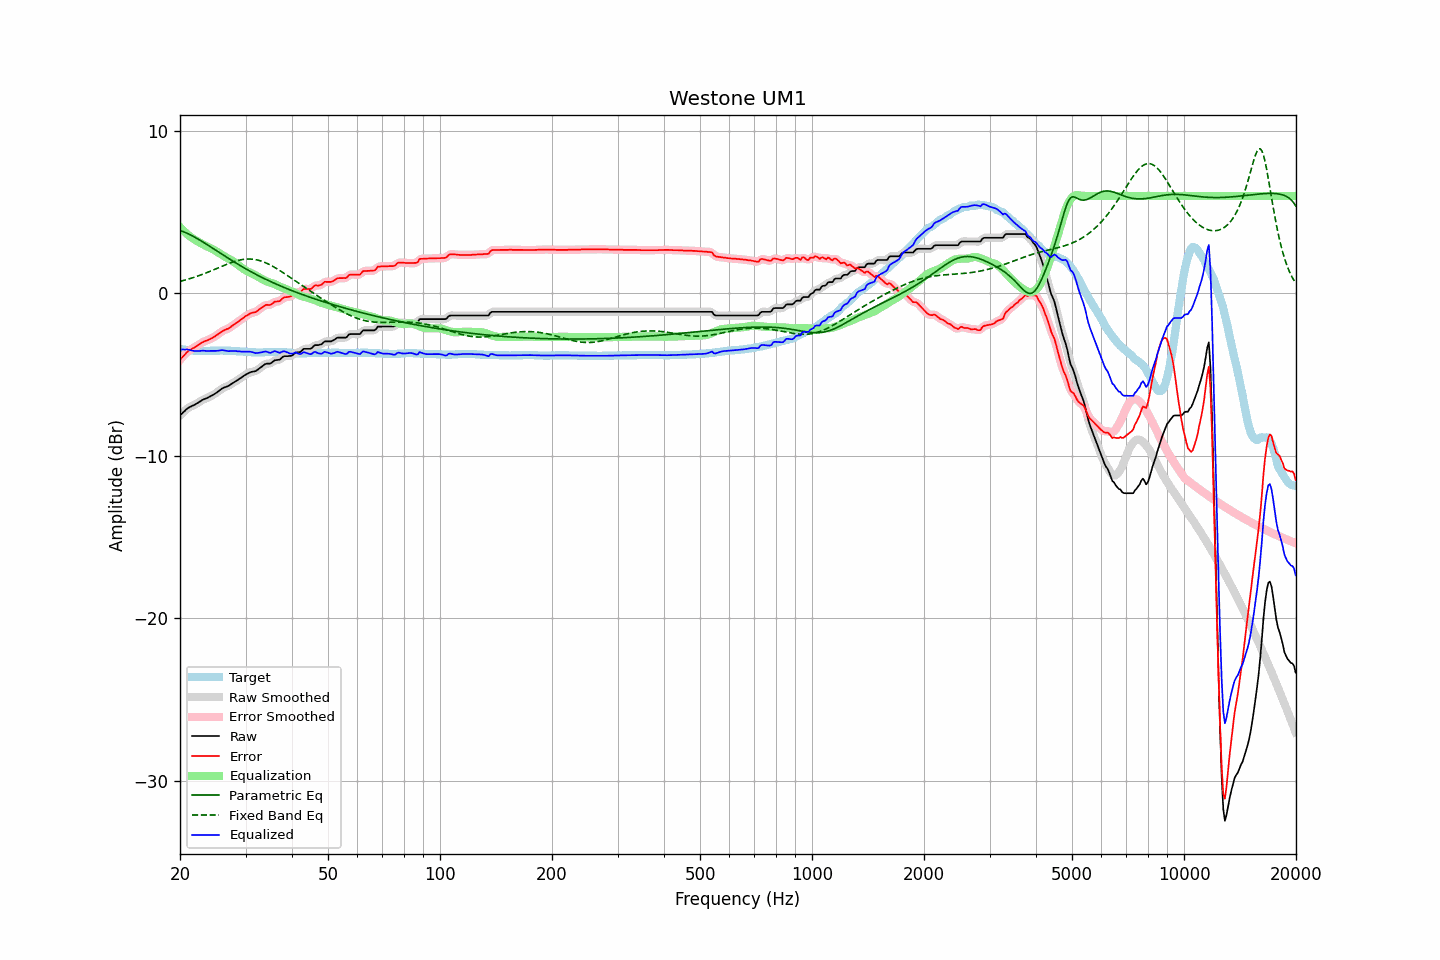 Westone UM1
10
0
−10
−20
−30
Amplitude (dBr)
20
50
100
200
500
1000
2000
5000
10000
20000
Frequency (Hz)
Target
Raw Smoothed
Error Smoothed
Raw
Error
Equalization
Parametric Eq
Fixed Band Eq
Equalized